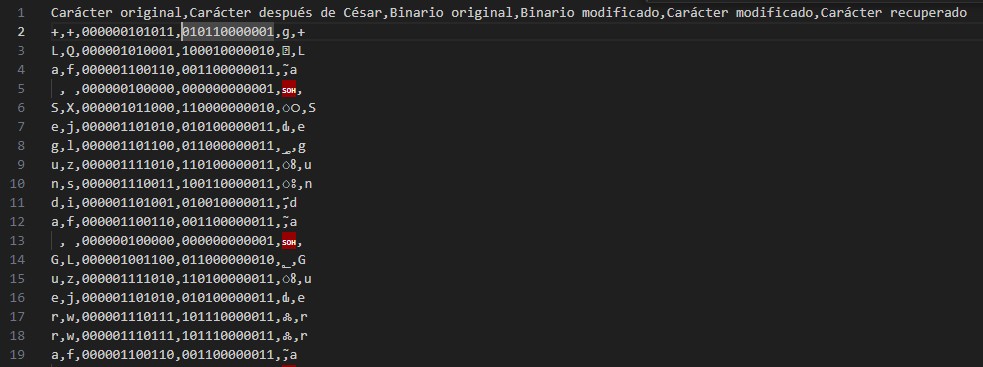 1 Carácter original,Carácter después de César,Binario original,Binario modificado,Carácter modificado,Carácter recuperado
2 +,+,000000101011,010110000001,ց,+
3 L,Q,000001010001,100010000010,,L
4 a,f,000001100110,001100000011,̃,a
5  , ,000000100000,000000000001,SOH,
6 S,X,000001011000,110000000010,ం,S
7 e,j,000001101010,010100000011,ԃ,e
8 g,l,000001101100,011000000011,؃,g
9 u,z,000001111010,110100000011,ഃ,u
10 n,s,000001110011,100110000011,ঃ,n
11 d,i,000001101001,010010000011,҃,d
12 a,f,000001100110,001100000011,̃,a
13  , ,000000100000,000000000001,SOH,
14 G,L,000001001100,011000000010,؂,G
15 u,z,000001111010,110100000011,ഃ,u
16 e,j,000001101010,010100000011,ԃ,e
17 r,w,000001110111,101110000011,ஃ,r
18 r,w,000001110111,101110000011,ஃ,r
19 a,f,000001100110,001100000011,̃,a